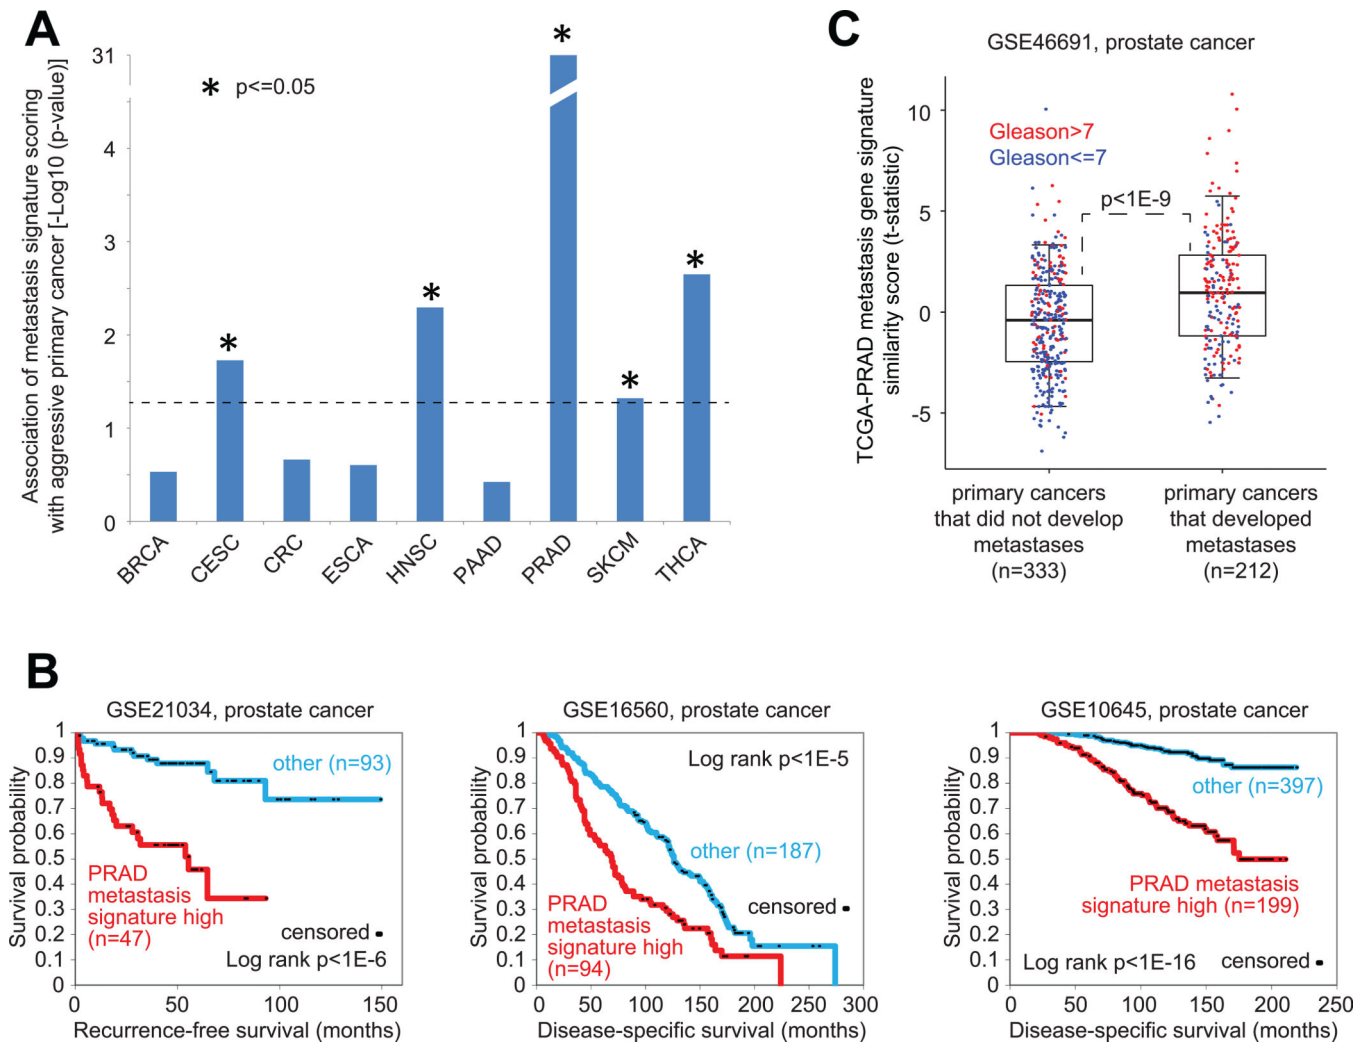 A
Association of metastasis signature scoring
with aggressive primary cancer [-Log10 (p-value)]
31
4
3
2
1
0
* p<=0.05
*
*
*
*
*
BRCA
CESC
CRC
ESCA
HNSC
PAAD
PRAD
SKCM
THCA
C
GSE46691, prostate cancer
TCGA-PRAD metastasis gene signature
similarity score (t-statistic)
10
5
0
-5
Gleason>7
Gleason<=7
p<1E-9
primary cancers
that did not develop
metastases
(n=333)
primary cancers
that developed
metastases
(n=212)
B
GSE21034, prostate cancer
Survival probability
1
0.9
0.8
0.7
0.6
0.5
0.4
0.3
0.2
0.1
0
other (n=93)
PRAD
metastasis
signature high
(n=47)
censored
Log rank p<1E-6
0 50 100 150
Recurrence-free survival (months)
GSE16560, prostate cancer
Survival probability
1
0.9
0.8
0.7
0.6
0.5
0.4
0.3
0.2
0.1
0
Log rank p<1E-5
other (n=187)
PRAD
metastasis
signature high
(n=94)
censored
0 50 100 150 200 250 300
Disease-specific survival (months)
GSE10645, prostate cancer
Survival probability
1
0.9
0.8
0.7
0.6
0.5
0.4
0.3
0.2
0.1
0
other (n=397)
PRAD metastasis
signature high (n=199)
Log rank p<1E-16 censored
0 50 100 150 200 250
Disease-specific survival (months)